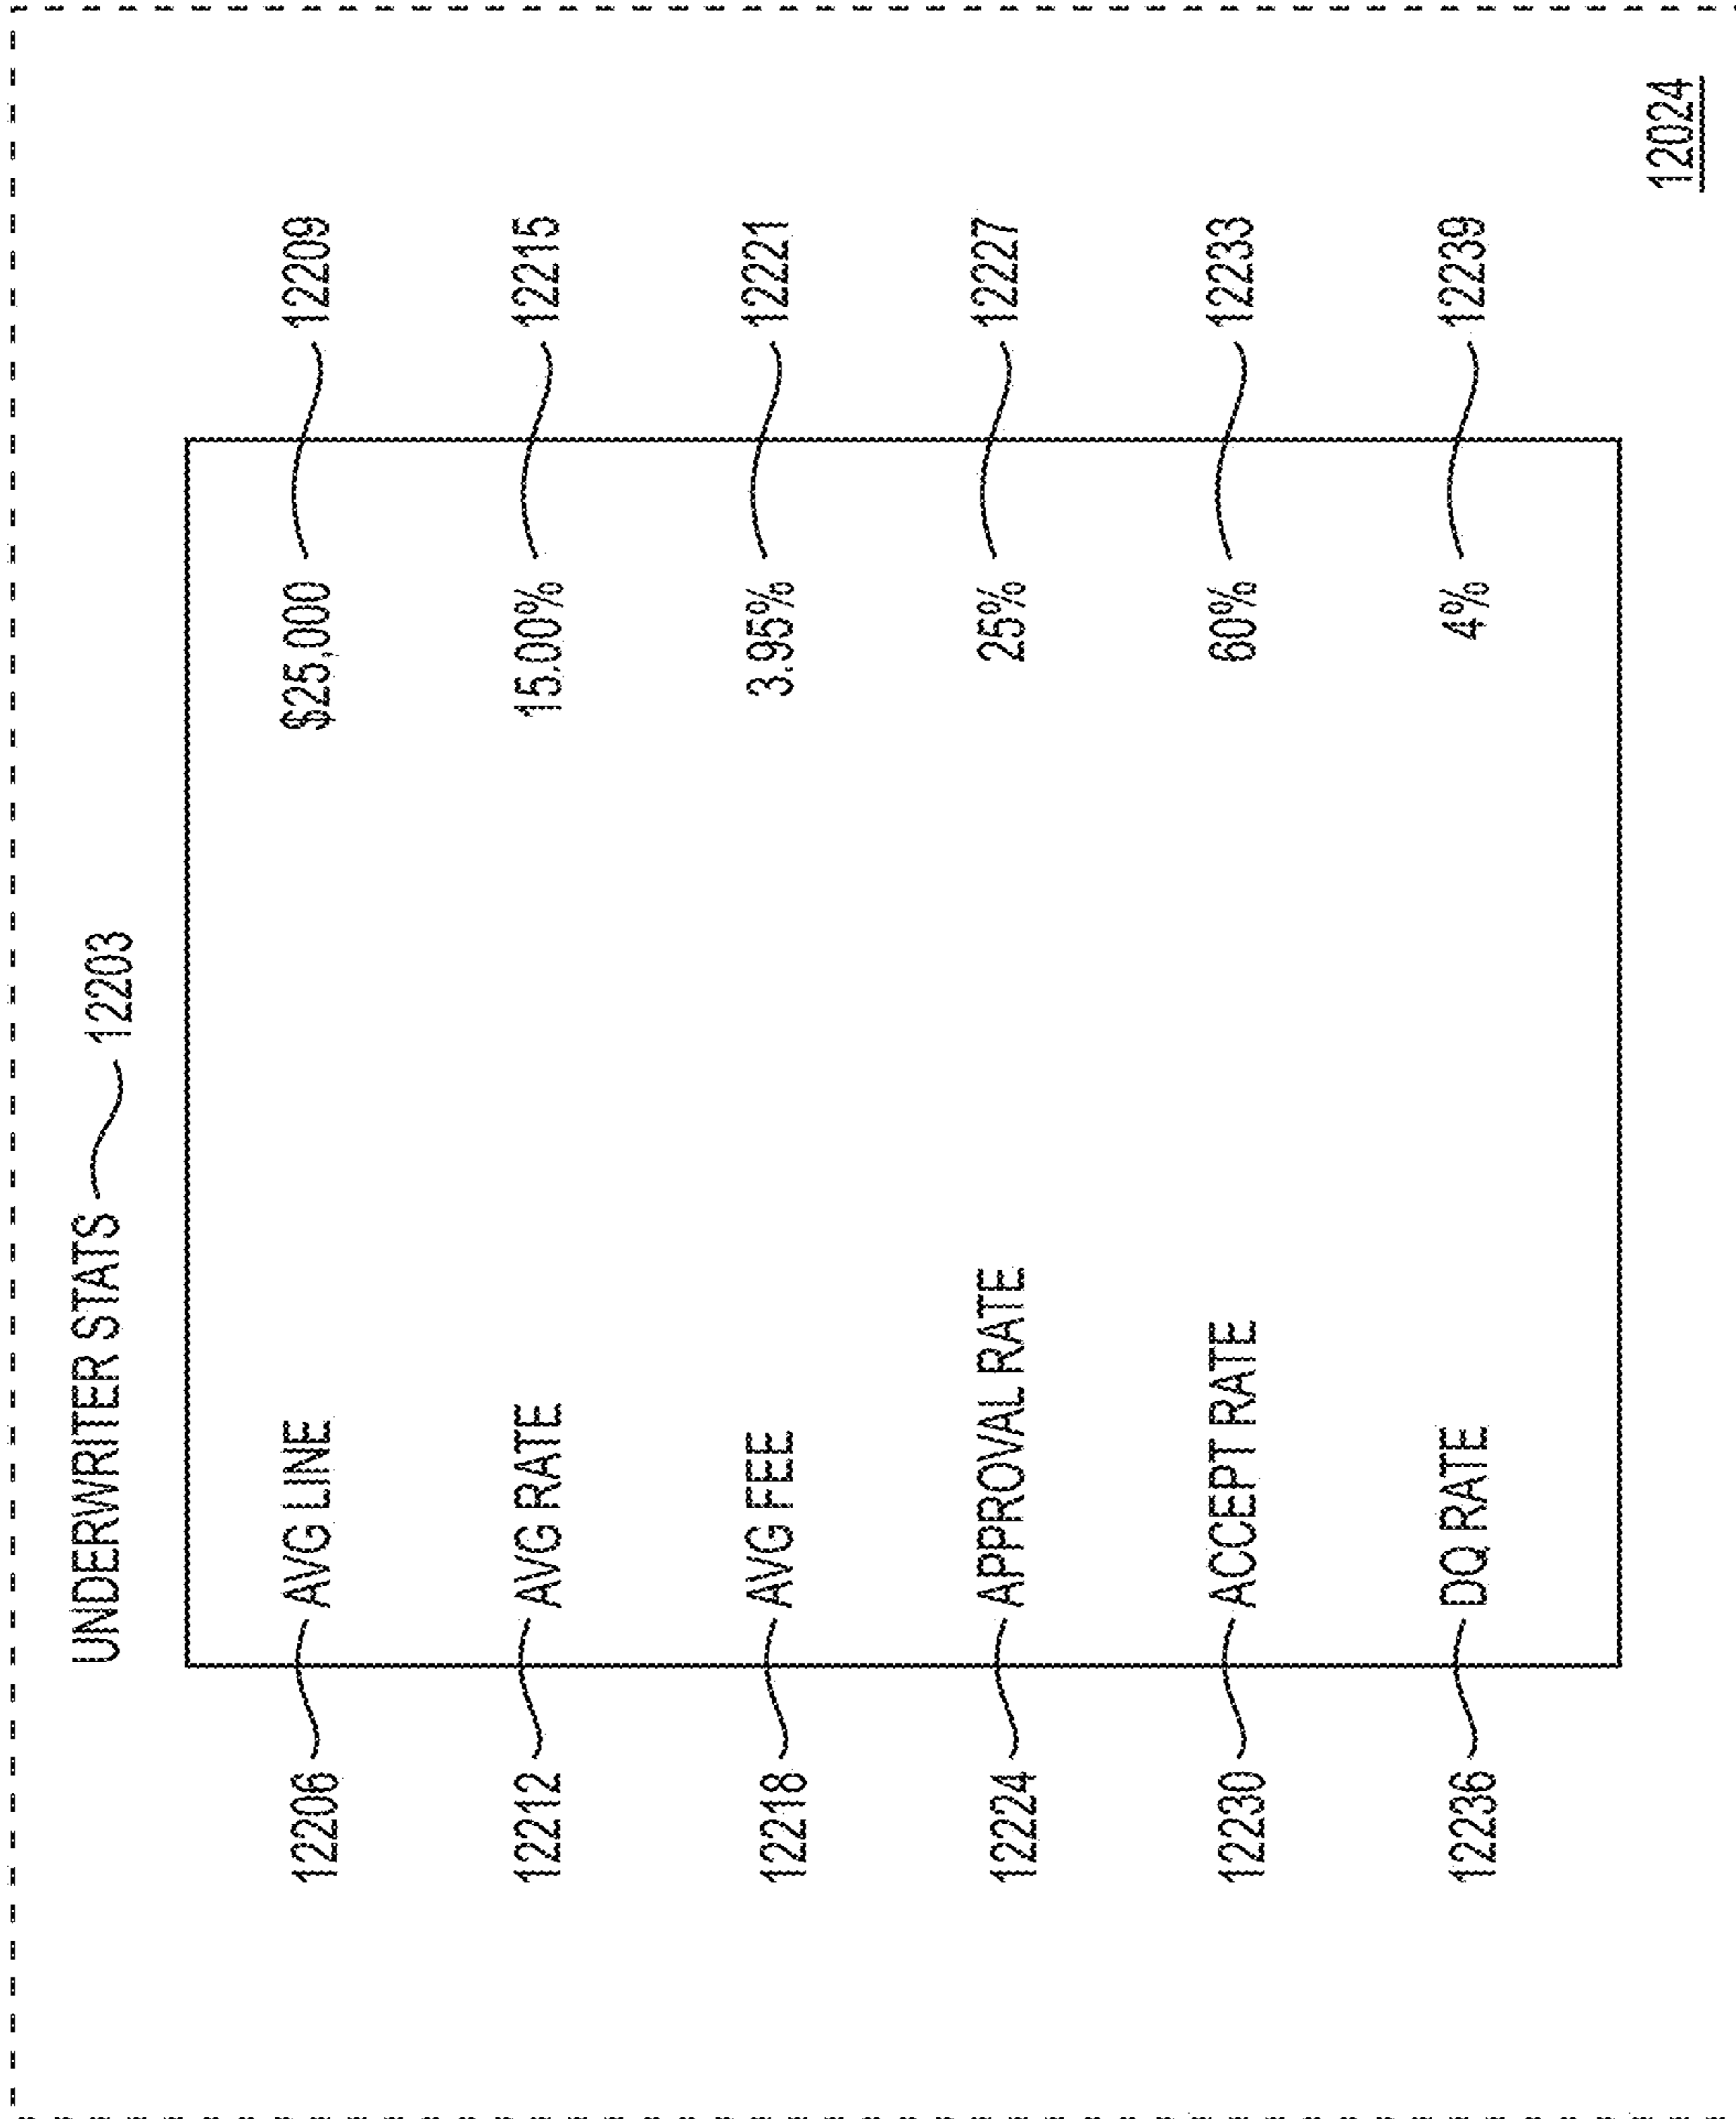 UNDERWRITER STATS 12203
12206 AVG LINE $25,000 12209
12212 AVG RATE 15.00% 12215
12218 AVG FEE 3.95% 12221
12224 APPROVAL RATE 25% 12227
12230 ACCEPT RATE 60% 12233
12236 DQ RATE 4% 12239
12024